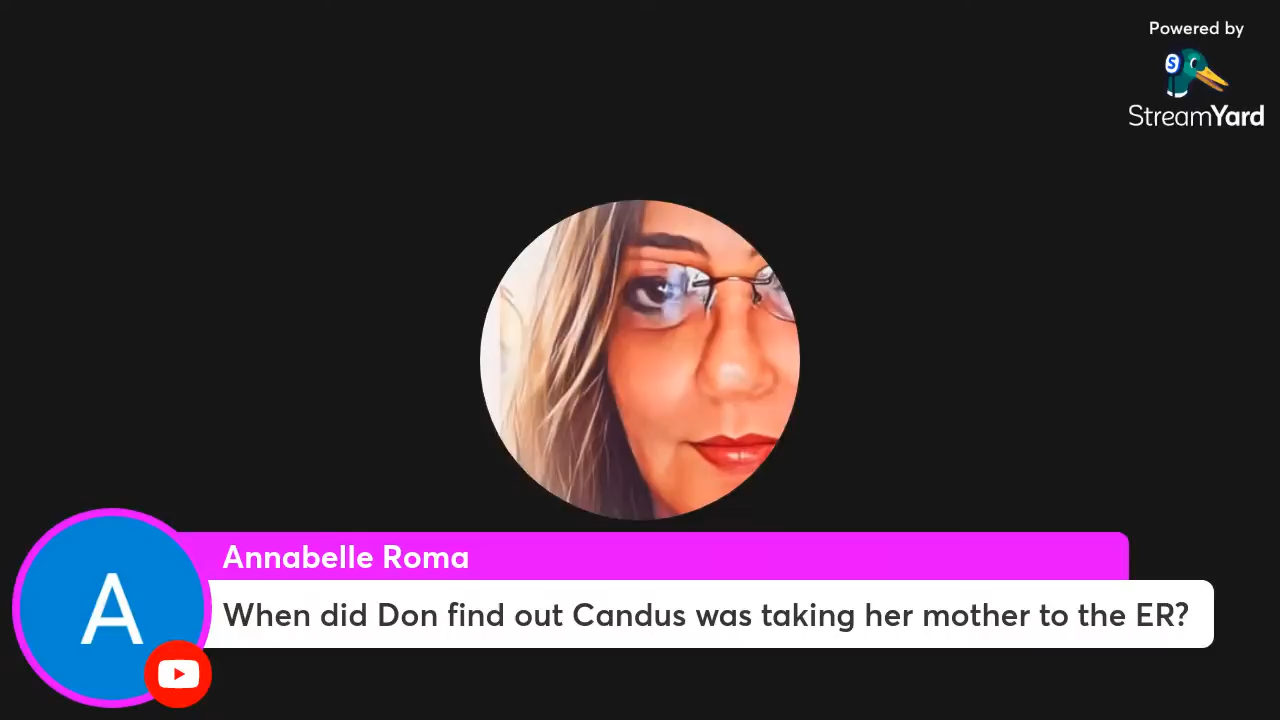 Powered by
S
StreamYard
Annabelle Roma
A
When did Don find out Candus was taking her mother to the ER?